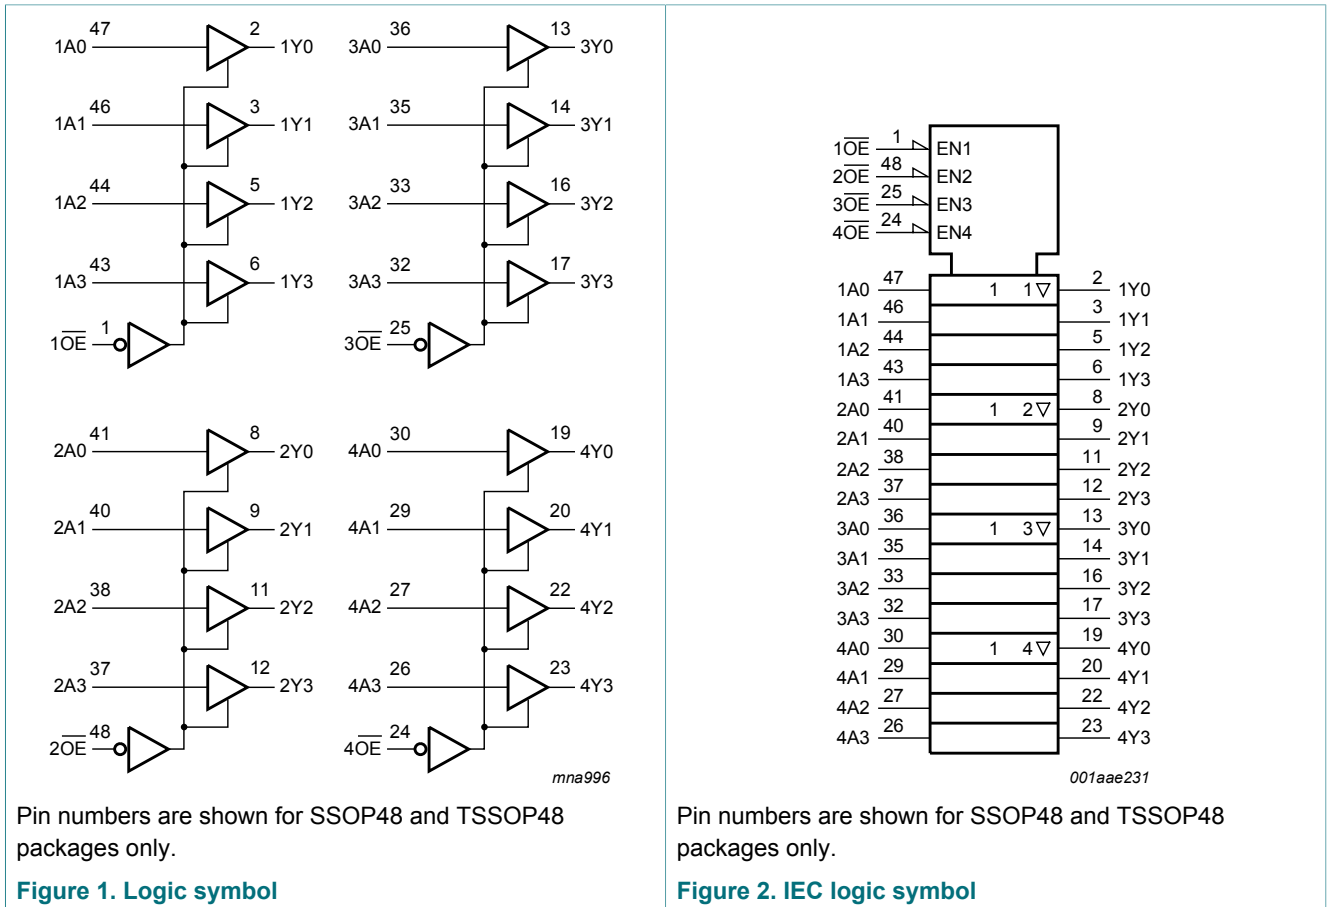 47 2
1A0 1Y0
46 3
1A1 1Y1
44 5
1A2 1Y2
43 6
1A3 1Y3
1OE 1
36 13
3A0 3Y0
35 14
3A1 3Y1
33 16
3A2 3Y2
32 17
3A3 3Y3
3OE 25
41 8
2A0 2Y0
40 9
2A1 2Y1
38 11
2A2 2Y2
37 12
2A3 2Y3
2OE 48
30 19
4A0 4Y0
29 20
4A1 4Y1
27 22
4A2 4Y2
26 23
4A3 4Y3
4OE 24
mna996
Pin numbers are shown for SSOP48 and TSSOP48
packages only.
Figure 1. Logic symbol
1OE 1 EN1
2OE 48 EN2
3OE 25 EN3
4OE 24 EN4
1A0 47 1 1▽ 2 1Y0
1A1 46 3 1Y1
1A2 44 5 1Y2
1A3 43 6 1Y3
2A0 41 1 2▽ 8 2Y0
2A1 40 9 2Y1
2A2 38 11 2Y2
2A3 37 12 2Y3
3A0 36 1 3▽ 13 3Y0
3A1 35 14 3Y1
3A2 33 16 3Y2
3A3 32 17 3Y3
4A0 30 1 4▽ 19 4Y0
4A1 29 20 4Y1
4A2 27 22 4Y2
4A3 26 23 4Y3
001aae231
Pin numbers are shown for SSOP48 and TSSOP48
packages only.
Figure 2. IEC logic symbol